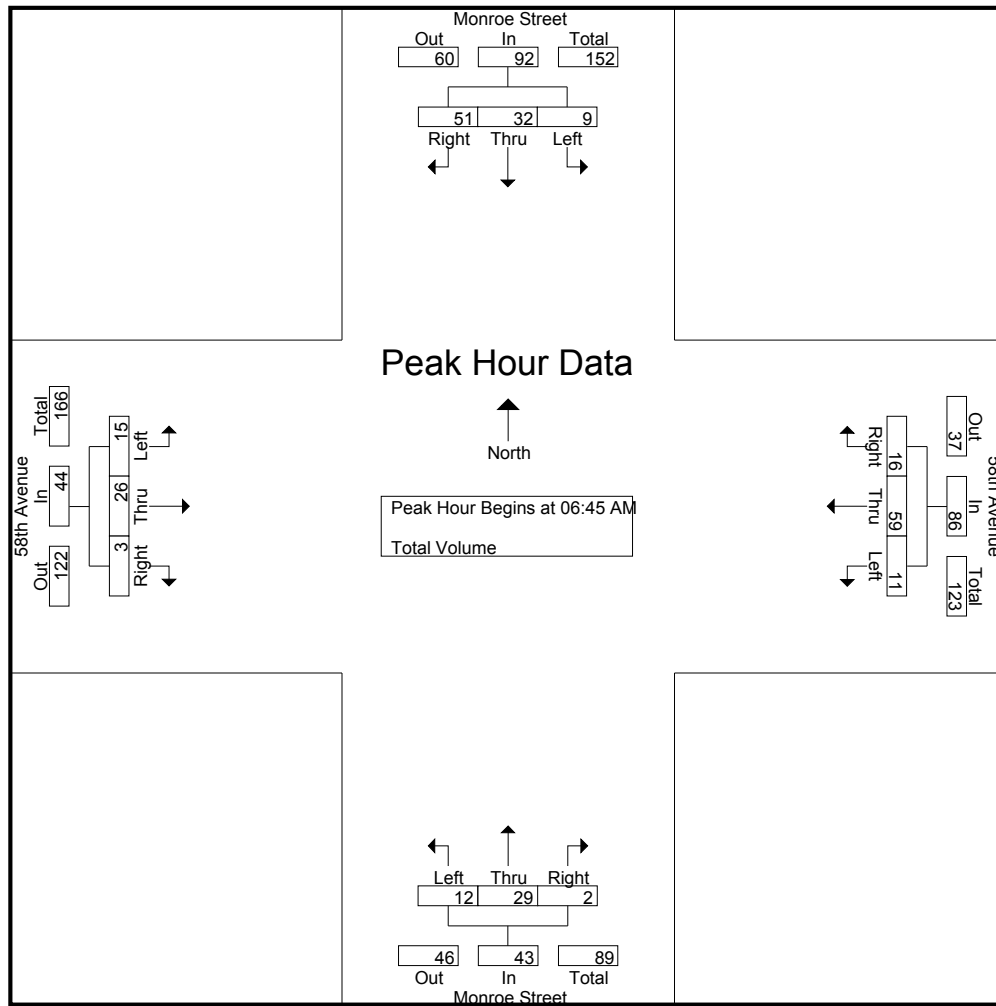 Monroe Street
Out In Total
60 92 152
51 32 9
Right Thru Left
Peak Hour Data
North
Peak Hour Begins at 06:45 AM
Total Volume
58th Avenue
Out In Total
122 44 166
3 26 15
Right Thru Left
58th Avenue
Out In Total
37 86 123
16 59 11
Right Thru Left
Left Thru Right
12 29 2
46 43 89
Out In Total
Monroe Street